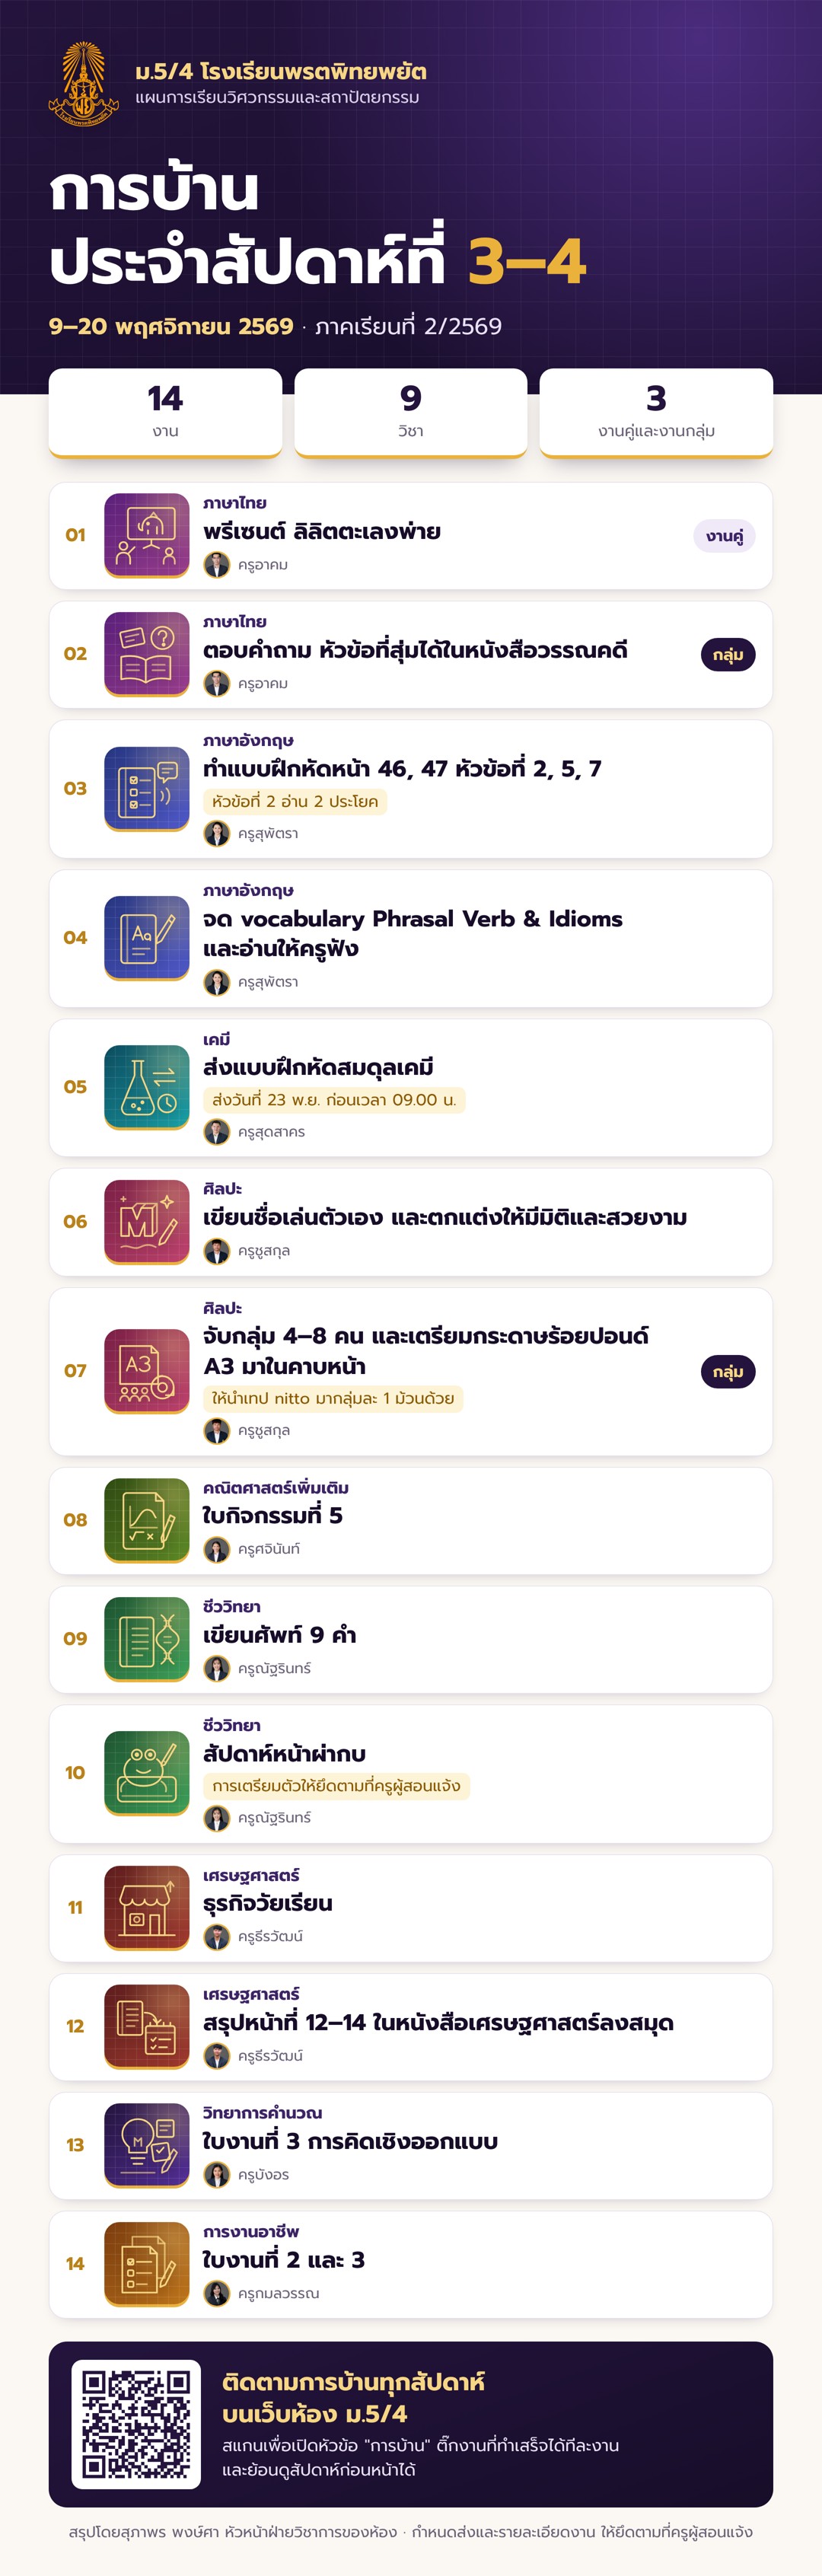 ม.5/4 โรงเรียนพรตพิทยพยัต
แผนการเรียนวิศวกรรมและสถาปัตยกรรม
การบ้าน
ประจำสัปดาห์ที่ 3–4
9–20 พฤศจิกายน 2569 · ภาคเรียนที่ 2/2569
14
งาน
9
วิชา
3
งานคู่และงานกลุ่ม
01
ภาษาไทย
พรีเซนต์ ลิลิตตะเลงพ่าย
ครูอาคม
งานคู่
02
ภาษาไทย
ตอบคำถาม หัวข้อที่สุ่มได้ในหนังสือวรรณคดี
ครูอาคม
กลุ่ม
03
ภาษาอังกฤษ
ทำแบบฝึกหัดหน้า 46, 47 หัวข้อที่ 2, 5, 7
หัวข้อที่ 2 อ่าน 2 ประโยค
ครูสุพัตรา
04
Aa
ภาษาอังกฤษ
จด vocabulary Phrasal Verb & Idioms
และอ่านให้ครูฟัง
ครูสุพัตรา
05
เคมี
ส่งแบบฝึกหัดสมดุลเคมี
ส่งวันที่ 23 พ.ย. ก่อนเวลา 09.00 น.
ครูสุดสาคร
06
M
ศิลปะ
เขียนชื่อเล่นตัวเอง และตกแต่งให้มีมิติและสวยงาม
ครูชูสกุล
07
A3
ศิลปะ
จับกลุ่ม 4–8 คน และเตรียมกระดาษร้อยปอนด์
A3 มาในคาบหน้า
ให้นำเทป nitto มากลุ่มละ 1 ม้วนด้วย
ครูชูสกุล
กลุ่ม
08
คณิตศาสตร์เพิ่มเติม
ใบกิจกรรมที่ 5
ครูศจินันท์
09
ชีววิทยา
เขียนศัพท์ 9 คำ
ครูณัฐรินทร์
10
ชีววิทยา
สัปดาห์หน้าผ่ากบ
การเตรียมตัวให้ยึดตามที่ครูผู้สอนแจ้ง
ครูณัฐรินทร์
11
เศรษฐศาสตร์
ธุรกิจวัยเรียน
ครูธีรวัฒน์
12
เศรษฐศาสตร์
สรุปหน้าที่ 12–14 ในหนังสือเศรษฐศาสตร์ลงสมุด
ครูธีรวัฒน์
13
M
วิทยาการคำนวณ
ใบงานที่ 3 การคิดเชิงออกแบบ
ครูบังอร
14
การงานอาชีพ
ใบงานที่ 2 และ 3
ครูกมลวรรณ
ติดตามการบ้านทุกสัปดาห์
บนเว็บห้อง ม.5/4
สแกนเพื่อเปิดหัวข้อ "การบ้าน" ติ๊กงานที่ทำเสร็จได้ทีละงาน
และย้อนดูสัปดาห์ก่อนหน้าได้
สรุปโดยสุภาพร พงษ์ศา หัวหน้าฝ่ายวิชาการของห้อง · กำหนดส่งและรายละเอียดงาน ให้ยึดตามที่ครูผู้สอนแจ้ง